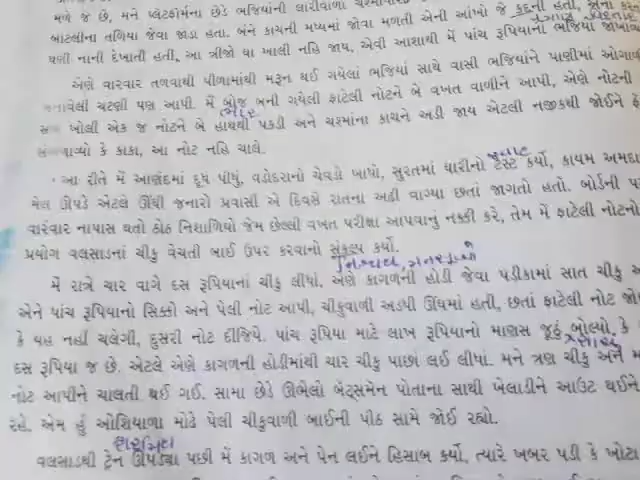 મળે જ છે, મને પ્લેટફોર્મના છેડે ભજિયાંની લારીવાળા
બાટલીના તળિયા જેવા જાડા હતા. બંને કાચની મધ્યમાં જોવા મળતી એની આંખો જે કદની હતી,
ઘણી નાની દેખાતી હતી, આ ત્રીજો ઘા ખાલી નહિ જાય, એવી આશાથી મેં પાંચ રૂપિયાનાં ભજિયાં
એણે વારંવાર તળવાથી પીળામાંથી મરૂન થઈ ગયેલાં ભજિયાં સાથે વાસી ભજિયાંને પાણીમાં
બનાવેલી ચટણી પણ આપી. મેં બોજ બની ગયેલી ફાટેલી નોટને બે વખત વાળીને આપી, એણે નોટની
ભાર
ખોલી એક જ નોટને બે હાથથી પકડી અને ચશ્માંના કાચને અડી જાય એટલી નજીકથી જોઈને
કે કાકા, આ નોટ નહિ ચાલે.
આ રીતે મેં આણંદમાં દૂધ પીધું, વડોદરાનો ચેવડો ખાધો, સુરતમાં ઘારીનો ટેસ્ટ કર્યો, કાયમ
મેલ ઊપડે એટલે ઊંઘી જનારો પ્રવાસી એ દિવસે રાતના અઢી વાગ્યા છતાં જાગતો હતો. બોર્ડની
વારંવાર નાપાસ થતો ઠોઠ નિશાળિયો જેમ છેલ્લી વખત પરીક્ષા આપવાનું નક્કી કરે, તેમ મેં ફાટેલી નોટનો
પ્રયોગ વલસાડનાં ચીકુ વેચતી બાઈ ઉપર કરવાનો સંકલ્પ કર્યો.
નિશ્ચય,
મેં રાત્રે ચાર વાગે દસ રૂપિયાનાં ચીકુ લીધાં. એણે કાગળની હોડી જેવા પડીકામાં સાત ચીકુ
એને પાંચ રૂપિયાનો સિક્કો અને પેલી નોટ આપી, ચીકુવાળી અડધી ઊંઘમાં હતી, છતાં ફાટેલી નોટ
કિ યહ નહીં ચલેગી, દુસરી નોટ દીજિયે. પાંચ રૂપિયા માટે લાખ રૂપિયાનો માણસ જૂઠું બોલ્યો, કે
દસ રૂપિયા જ છે. એટલે એણે કાગળની હોડીમાંથી ચાર ચીકુ પાછાં લઈ લીધાં. મને ત્રણ ચીકુ અને
નોટ આપીને ચાલતી થઈ ગઈ. સામા છેડે ઊભેલો બેટ્સમેન પોતાના સાથી ખેલાડીને આઉટ થઈને
રહે, એમ હું ઓશિયાળા મોઢે પેલી ચીકુવાળી બાઈની પીઠ સામે જોઈ રહ્યો.
વલસાડથી ટ્રેન ઊપડ્યા પછી મેં કાગળ અને પેન લઈને હિસાબ કર્યો, ત્યારે ખબર પડી કે ખોટા